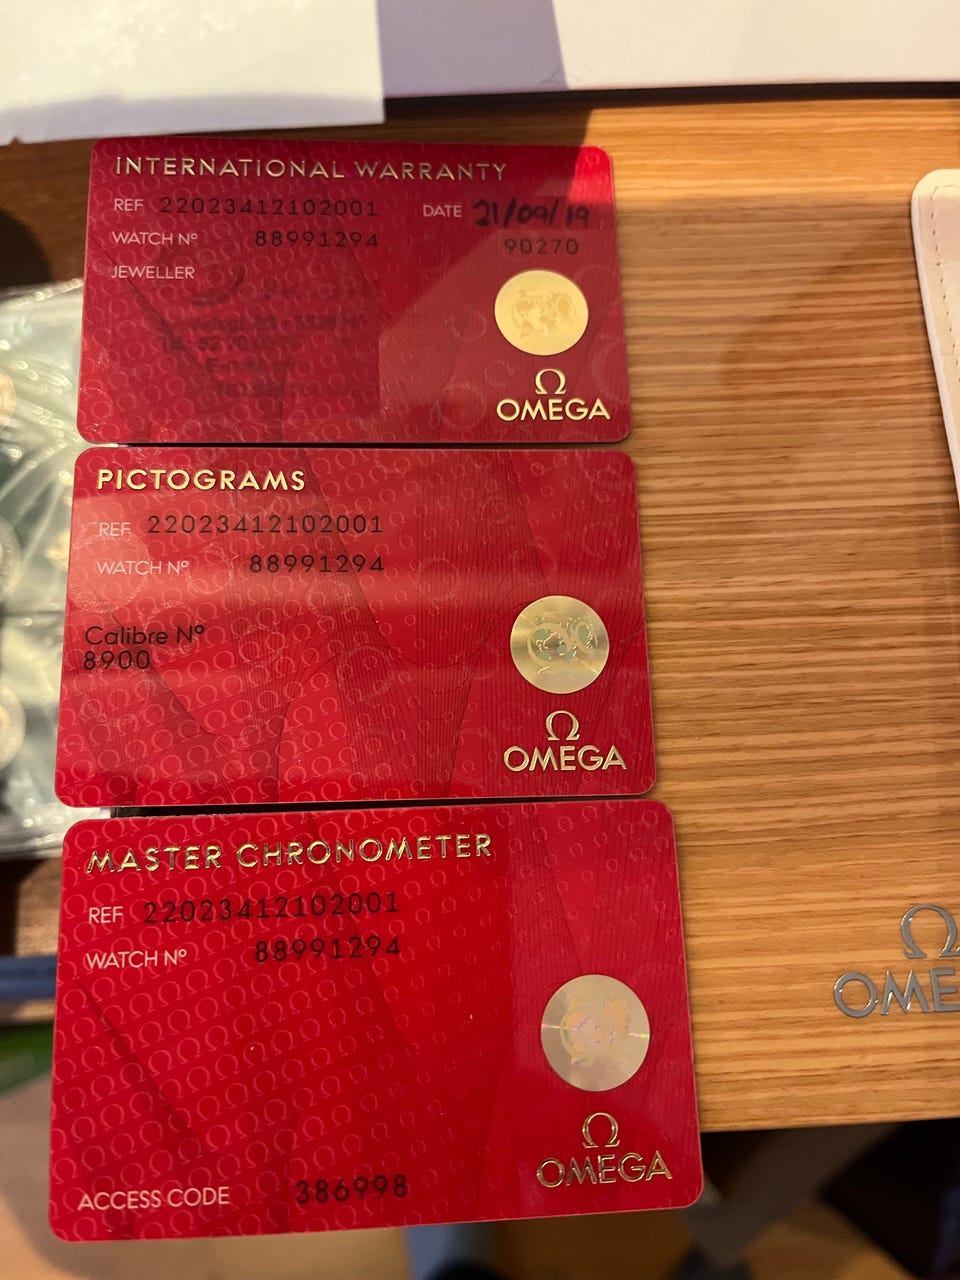 INTERNATIONAL WARRANTY
REF 22023412102001 DATE 21/09/19
WATCH Nº 88991294 90270
JEWELLER
Ω
OMEGA
PICTOGRAMS
REF 22023412102001
WATCH Nº 88991294
Calibre Nº
8900
Ω
OMEGA
MASTER CHRONOMETER
REF 22023412102001
WATCH Nº 88991294
Ω
OMEGA
ACCESS CODE 386998
Ω
OME